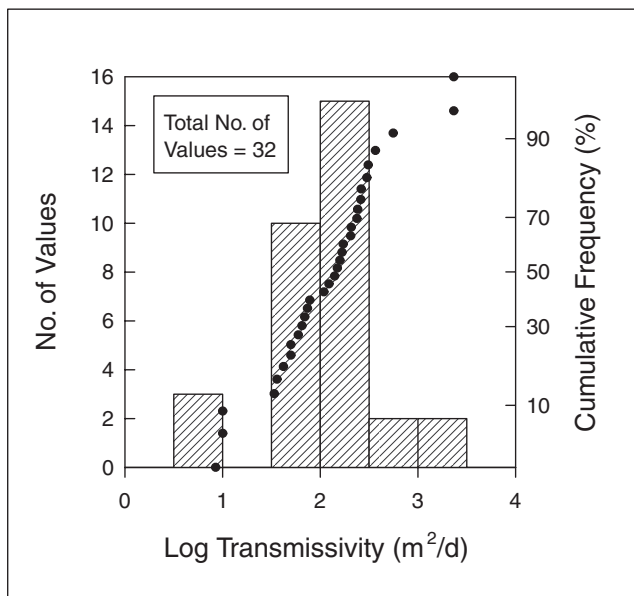 16
14
12
10
8
6
4
2
0
No. of Values
Total No. of
Values = 32
90
70
50
30
10
Cumulative Frequency (%)
0 1 2 3 4
Log Transmissivity (m²/d)